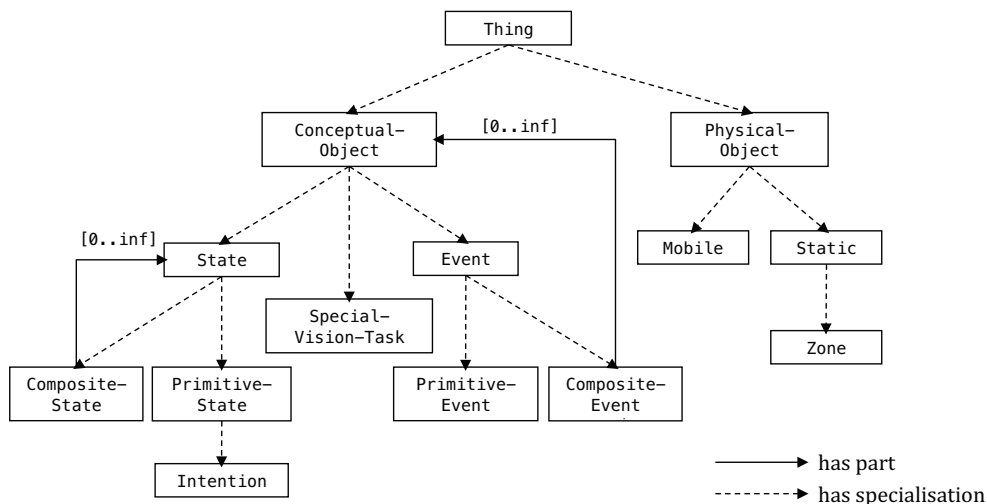 Thing
Conceptual–
Object
[0..inf]
Physical-
Object
[0..inf]
State
Event
Mobile
Static
Special–
Vision–Task
Zone
Composite–
State
Primitive–
State
Primitive–
Event
Composite–
Event
Intention
has part
has specialisation